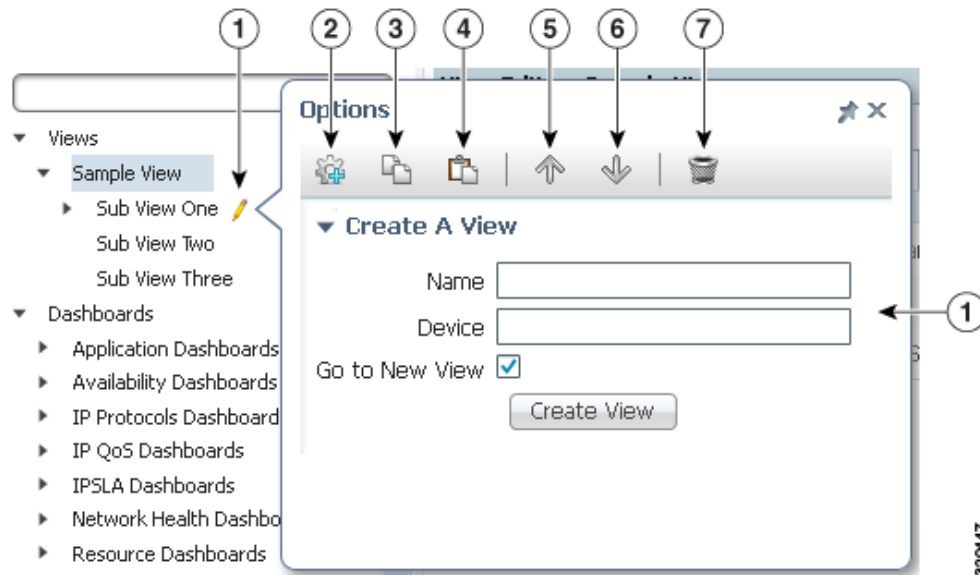 1 2 3 4 5 6 7
Options
Views
Sample View
Sub View One
Sub View Two
Sub View Three
Create A View
Name
Device
1
Go to New View
Create View
Dashboards
Application Dashboards
Availability Dashboards
IP Protocols Dashboard
IP QoS Dashboards
IPSLA Dashboards
Network Health Dashbo
Resource Dashboards